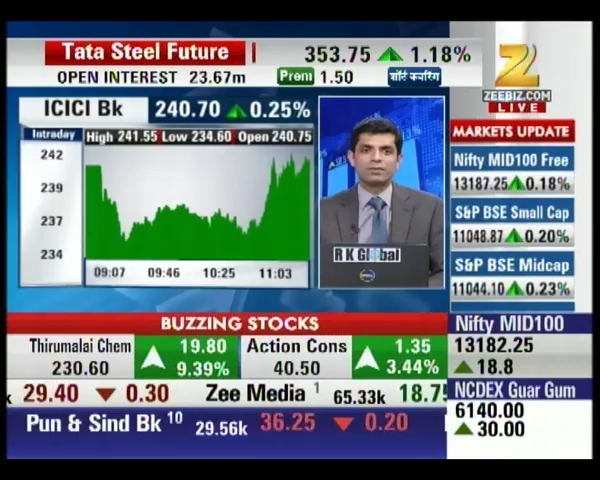 Tata Steel Future
353.75 1.18%
OPEN INTEREST 23.67m Prem 1.50 शॉर्ट कवरिंग
Z
ZEEBIZ.COM
LIVE
ICICI Bk 240.70 0.25%
Intraday High 241.55 Low 234.60 Open 240.75
242
239
237
234
09:07 09:46 10:25 11:03
R K Global
MARKETS UPDATE
Nifty MID100 Free
13187.25 0.18%
S&P BSE Small Cap
11048.87 0.20%
S&P BSE Midcap
11044.10 0.23%
BUZZING STOCKS
Thirumalai Chem 19.80 Action Cons 1.35
230.60 9.39% 40.50 3.44%
Nifty MID100
13182.25
18.8
k 29.40 0.30 Zee Media 1 65.33k 18.75
Pun & Sind Bk 10 29.56k 36.25 0.20
NCDEX Guar Gum
6140.00
30.00